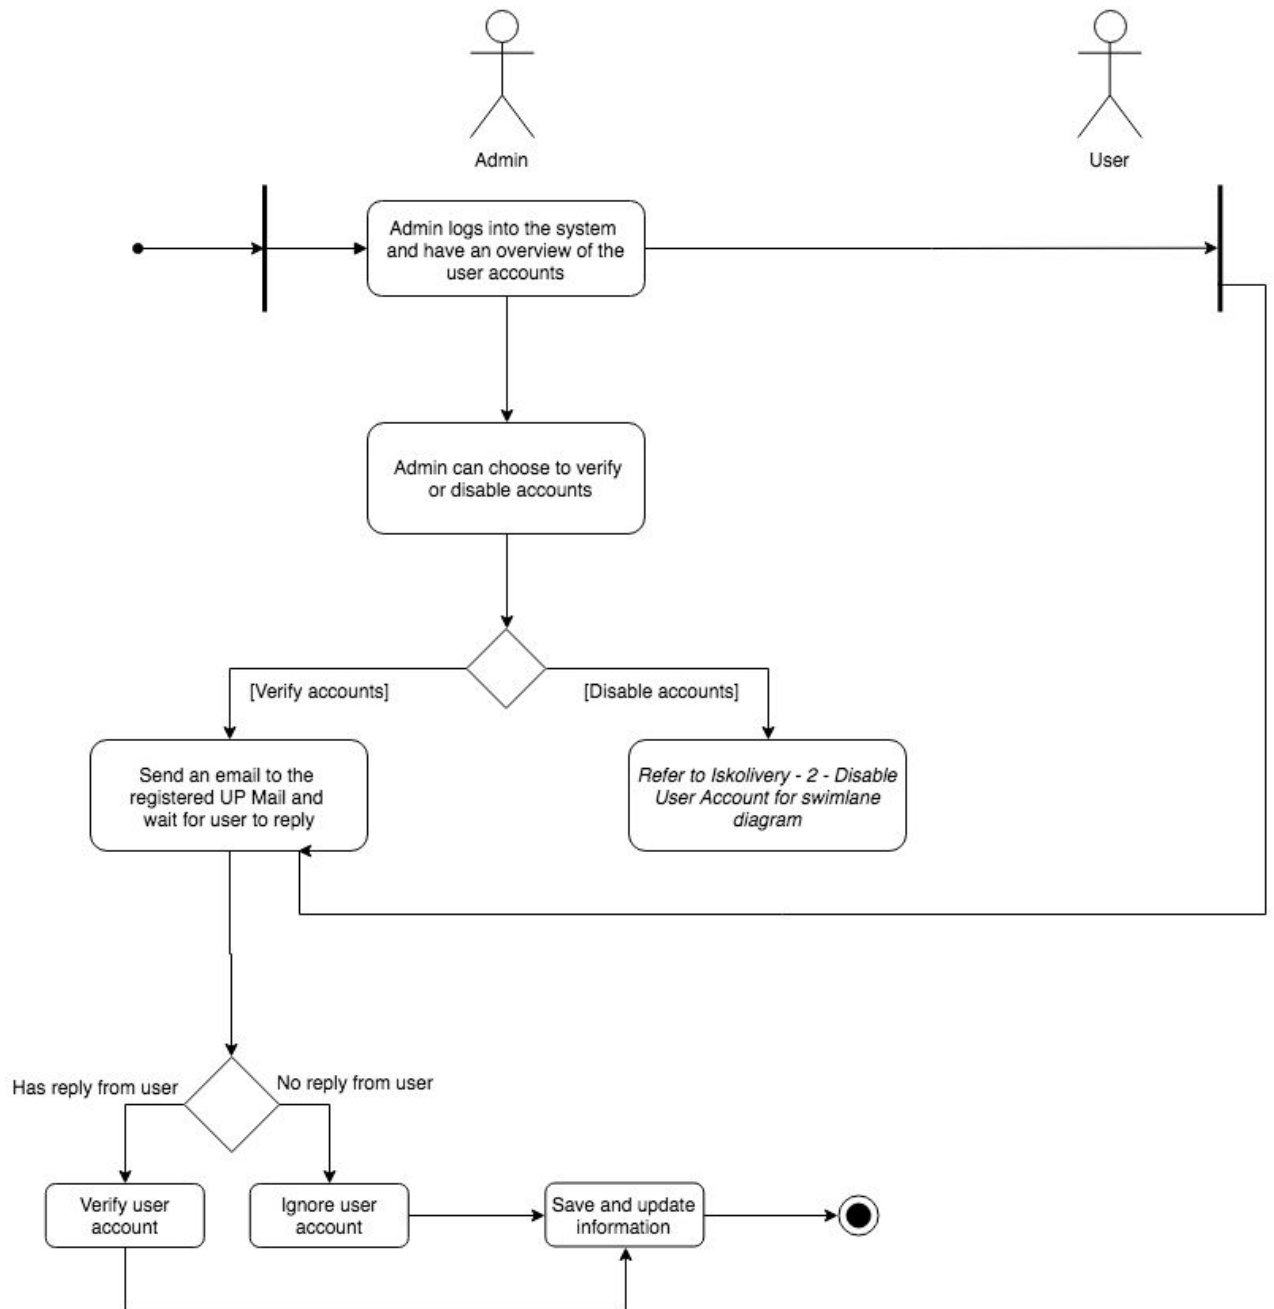 Admin
User
Admin logs into the system
and have an overview of the
user accounts
Admin can choose to verify
or disable accounts
[Verify accounts]
[Disable accounts]
Send an email to the
registered UP Mail and
wait for user to reply
Refer to Iskolivery - 2 - Disable
User Account for swimlane
diagram
Has reply from user
No reply from user
Verify user
account
Ignore user
account
Save and update
information